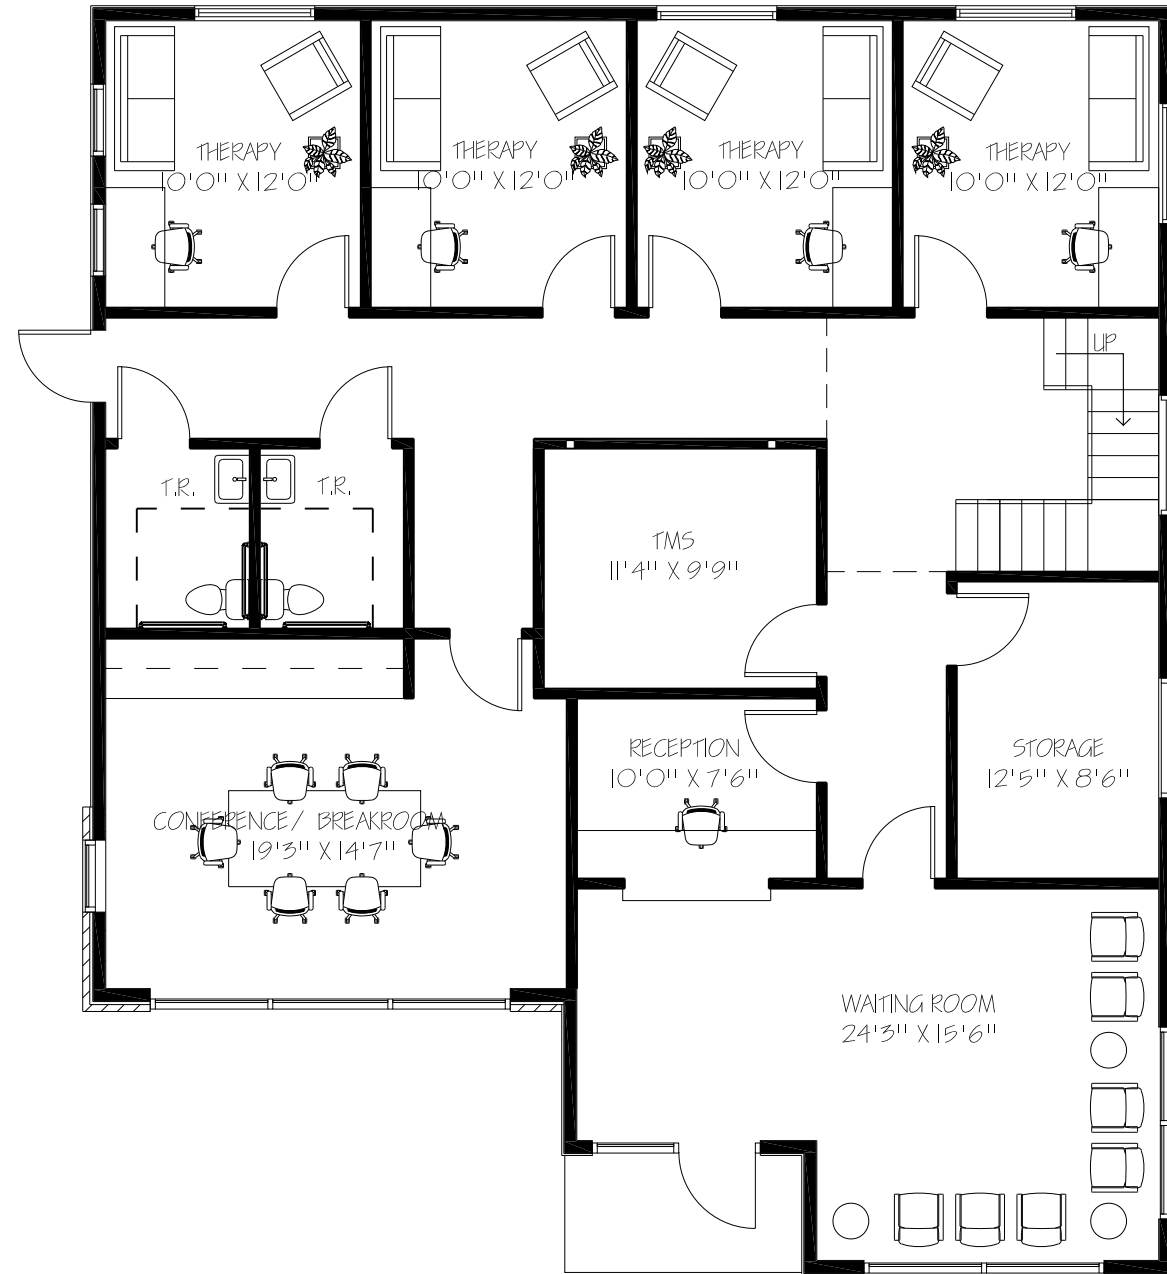 THERAPY
10'0" X 12'0"
THERAPY
10'0" X 12'0"
THERAPY
10'0" X 12'0"
THERAPY
10'0" X 12'0"
UP
T.R.
T.R.
TMS
11'4" X 9'9"
RECEPTION
10'0" X 7'6"
STORAGE
12'5" X 8'6"
CONFERENCE/ BREAKROOM
19'3" X 14'7"
WAITING ROOM
24'3" X 15'6"